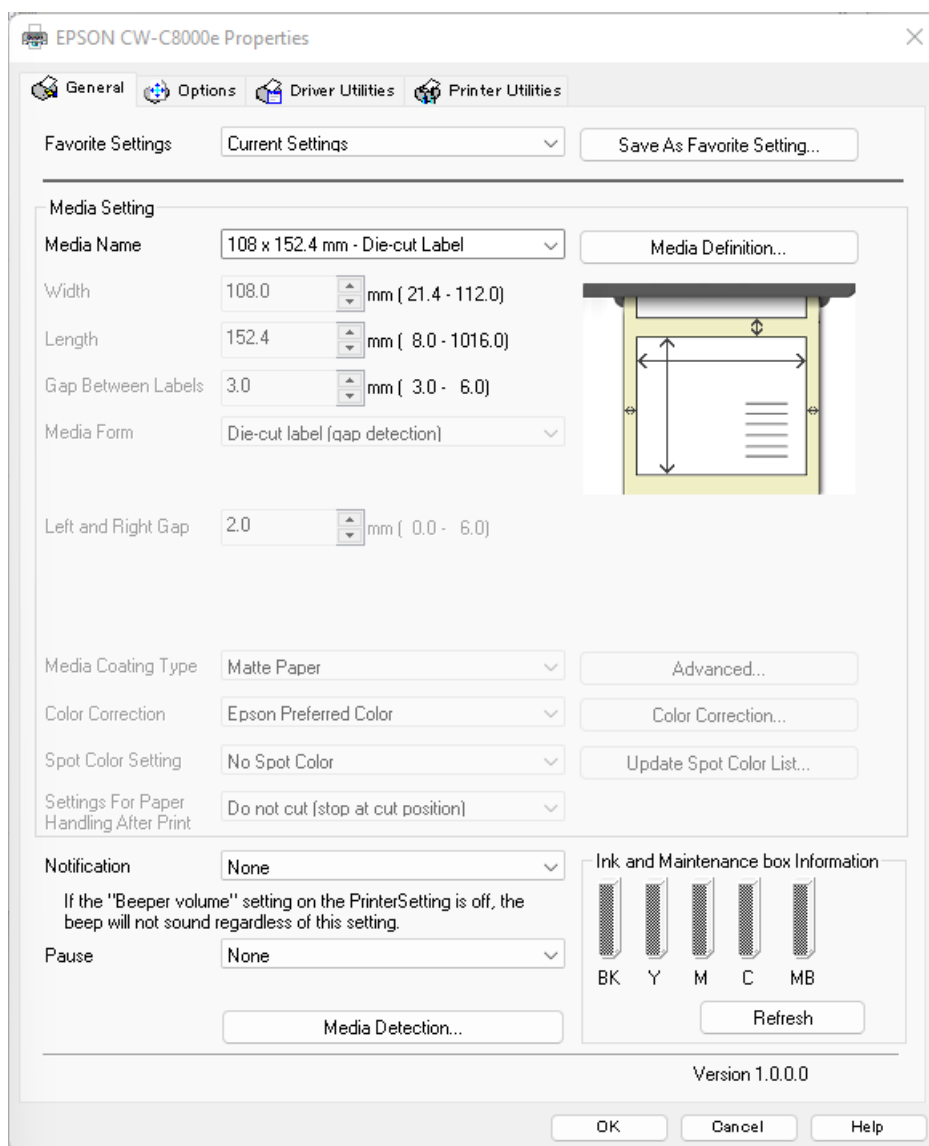 EPSON CW-C8000e Properties
General Options Driver Utilities Printer Utilities
Favorite Settings Current Settings Save As Favorite Setting...
Media Setting
Media Name 108 x 152.4 mm - Die-cut Label Media Definition...
Width 108.0 mm ( 21.4 - 112.0)
Length 152.4 mm ( 8.0 - 1016.0)
Gap Between Labels 3.0 mm ( 3.0 - 6.0)
Media Form Die-cut label (gap detection)
Left and Right Gap 2.0 mm ( 0.0 - 6.0)
Media Coating Type Matte Paper Advanced...
Color Correction Epson Preferred Color Color Correction...
Spot Color Setting No Spot Color Update Spot Color List...
Settings For Paper
Handling After Print Do not cut (stop at cut position)
Notification None
If the "Beeper volume" setting on the PrinterSetting is off, the
beep will not sound regardless of this setting.
Pause None
Media Detection...
Ink and Maintenance box Information
BK Y M C MB
Refresh
Version 1.0.0.0
OK Cancel Help